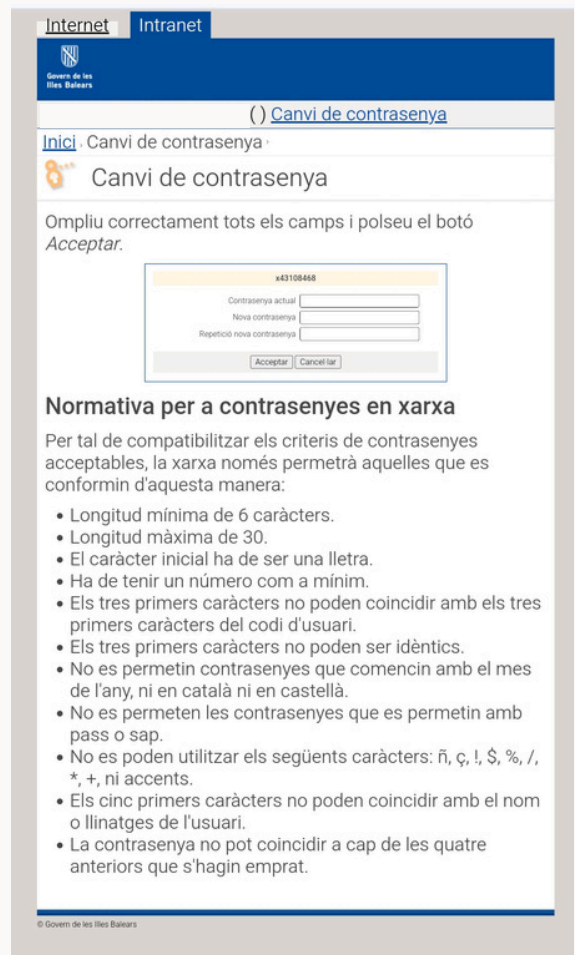 Internet Intranet
Govern de les
Illes Balears
( ) Canvi de contrasenya
Inici › Canvi de contrasenya ›
Canvi de contrasenya
Ompliu correctament tots els camps i polseu el botó
Acceptar.
x43108468
Contrasenya actual
Nova contrasenya
Repetició nova contrasenya
Acceptar Cancel·lar
Normativa per a contrasenyes en xarxa
Per tal de compatibilitzar els criteris de contrasenyes
acceptables, la xarxa només permetrà aquelles que es
conformin d'aquesta manera:
• Longitud mínima de 6 caràcters.
• Longitud màxima de 30.
• El caràcter inicial ha de ser una lletra.
• Ha de tenir un número com a mínim.
• Els tres primers caràcters no poden coincidir amb els tres
primers caràcters del codi d'usuari.
• Els tres primers caràcters no poden ser idèntics.
• No es permetin contrasenyes que comencin amb el mes
de l'any, ni en català ni en castellà.
• No es permeten les contrasenyes que es permetin amb
pass o sap.
• No es poden utilitzar els següents caràcters: ñ, ç, !, $, %, /,
*, +, ni accents.
• Els cinc primers caràcters no poden coincidir amb el nom
o llinatges de l'usuari.
• La contrasenya no pot coincidir a cap de les quatre
anteriors que s'hagin emprat.
© Govern de les Illes Balears